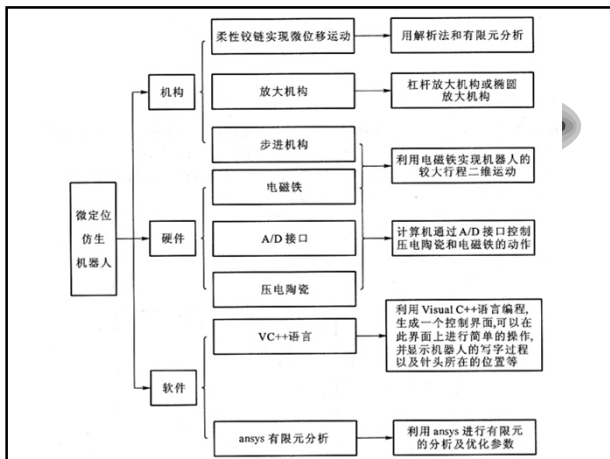 柔性铰链实现微位移运动
用解析法和有限元分析
机构
放大机构
杠杆放大机构或椭圆
放大机构
步进机构
利用电磁铁实现机器人的
较大行程二维运动
电磁铁
微定位
仿生
机器人
硬件
A/D接口
计算机通过A/D接口控制
压电陶瓷和电磁铁的动作
压电陶瓷
VC++语言
利用Visual C++语言编程,
生成一个控制界面,可以在
此界面上进行简单的操作,
并显示机器人的写字过程
以及针头所在的位置等
软件
ansys有限元分析
利用ansys进行有限元
的分析及优化参数